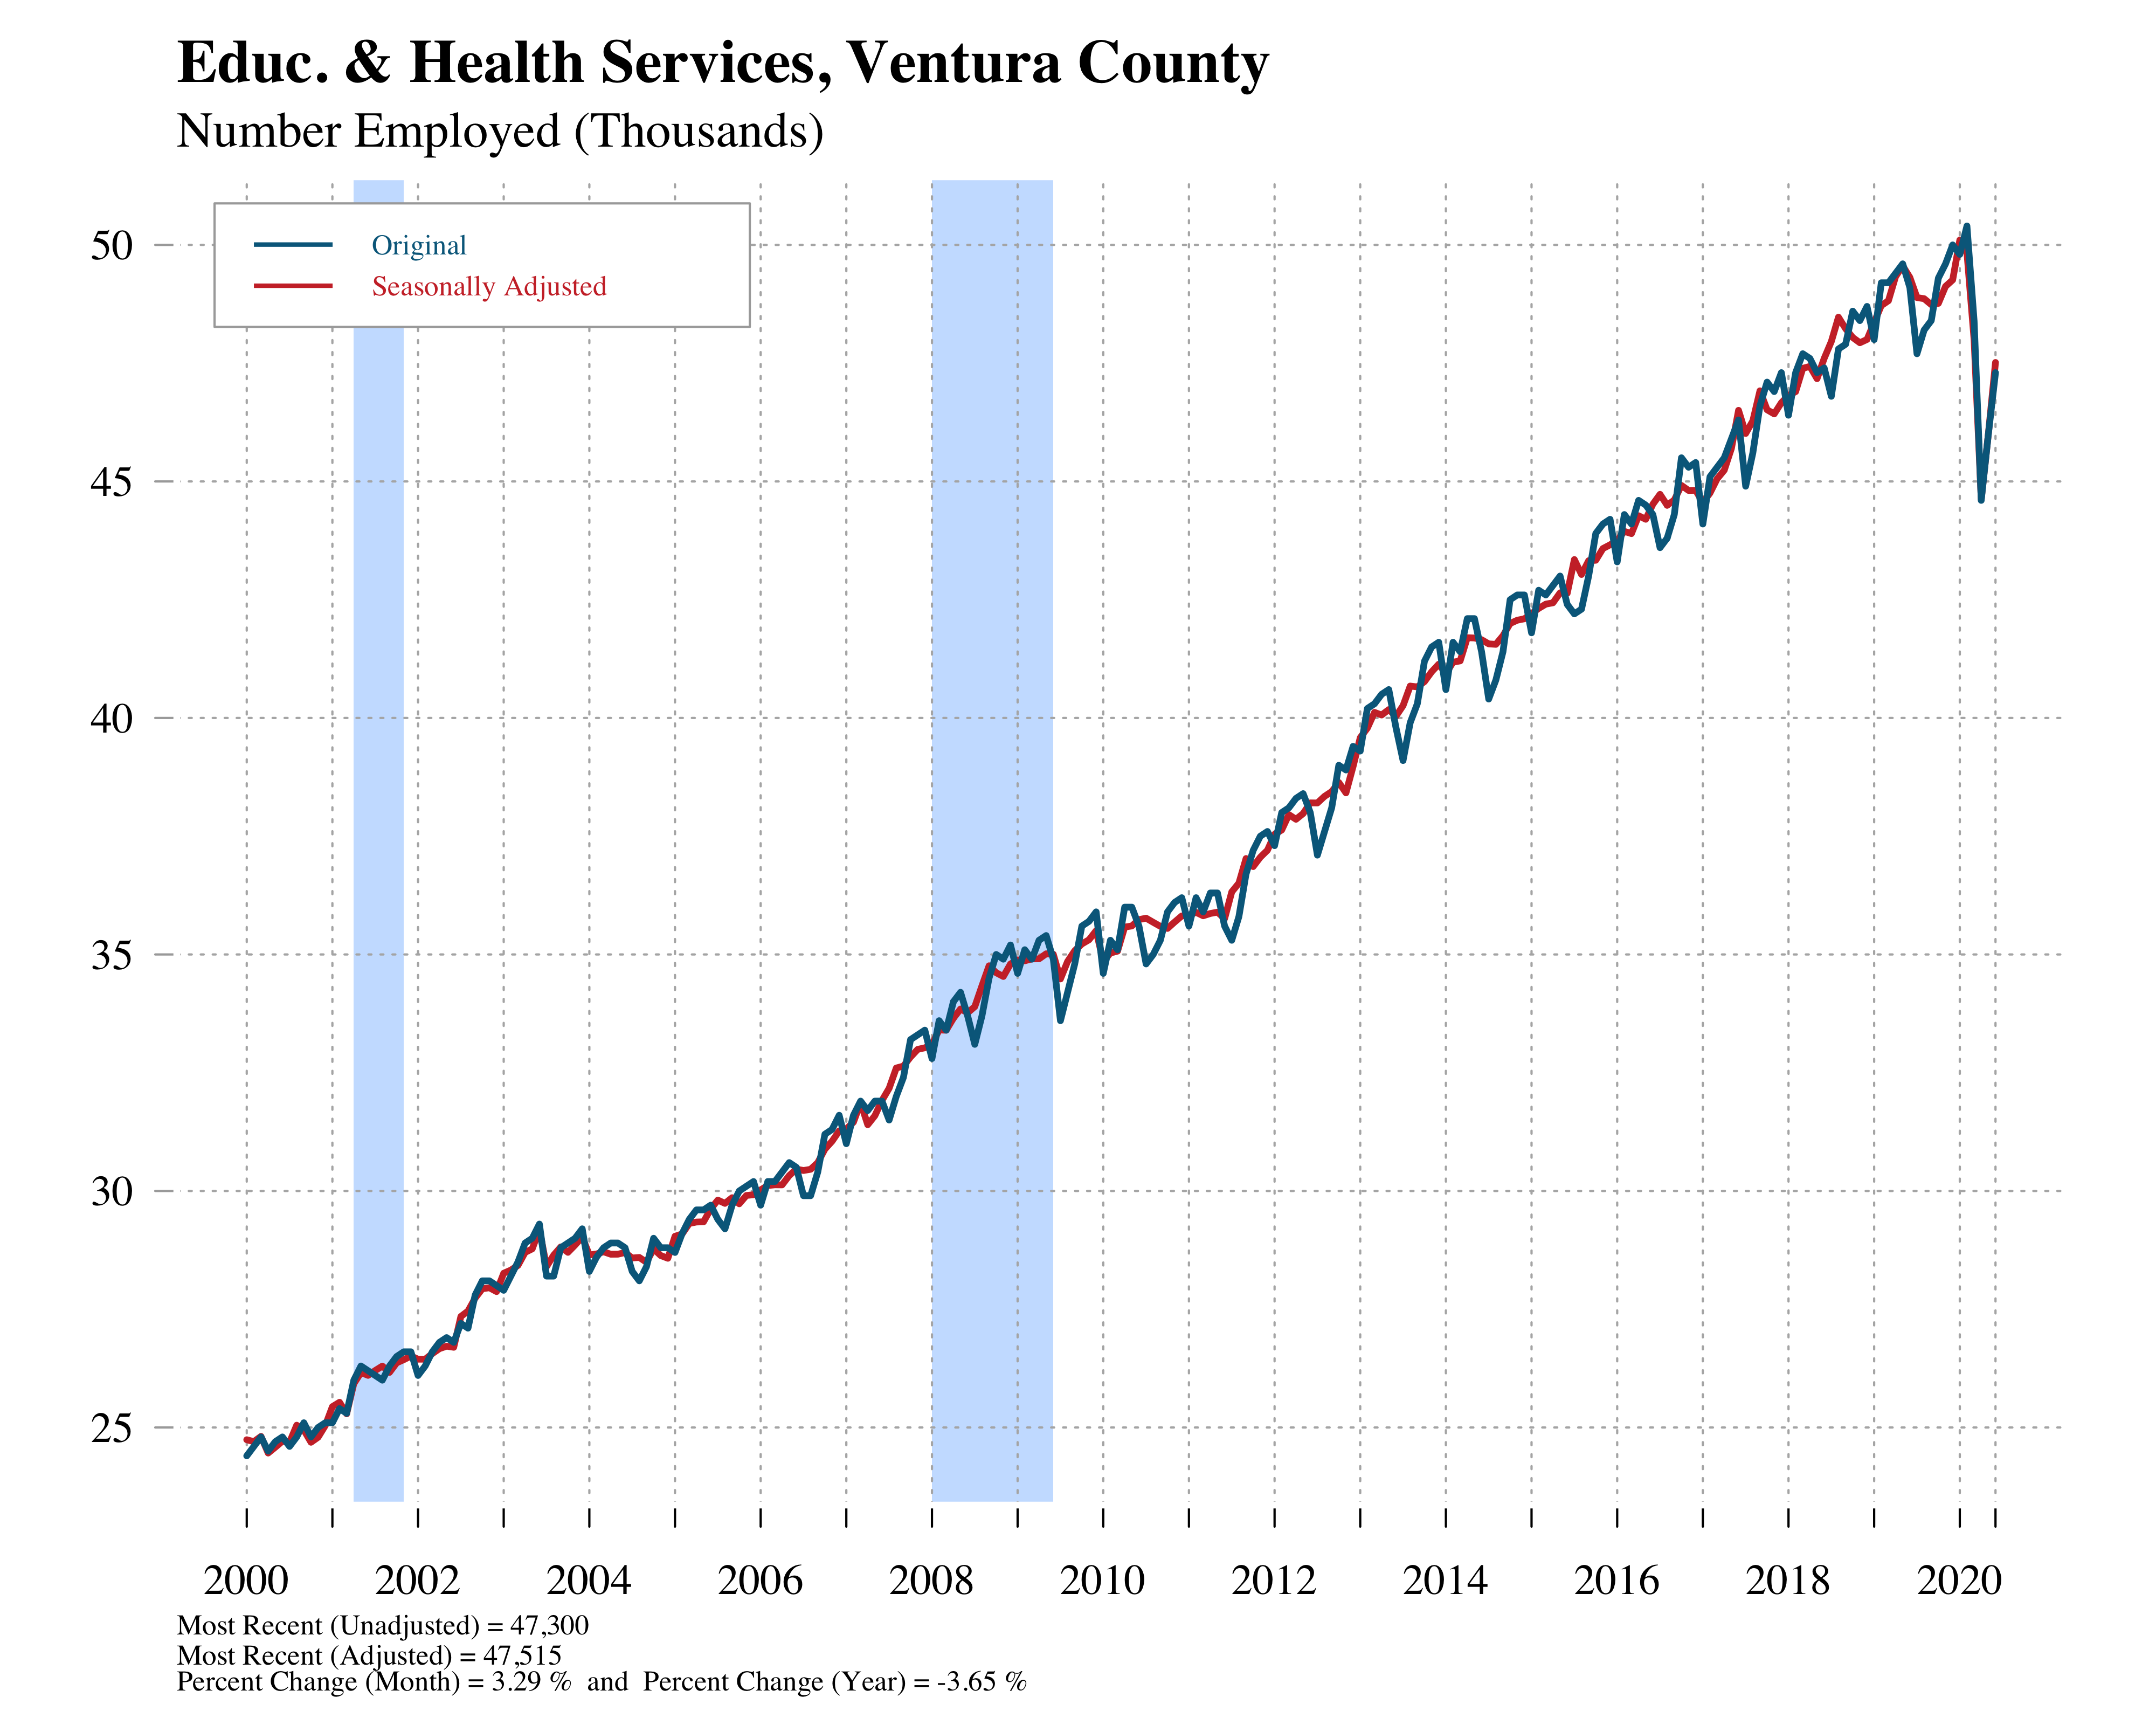 Educ. & Health Services, Ventura County
Number Employed (Thousands)
Original
Seasonally Adjusted
50
45
40
35
30
25
2000 2002 2004 2006 2008 2010 2012 2014 2016 2018 2020
Most Recent (Unadjusted) = 47,300
Most Recent (Adjusted) = 47,515
Percent Change (Month) = 3.29 % and Percent Change (Year) = -3.65 %